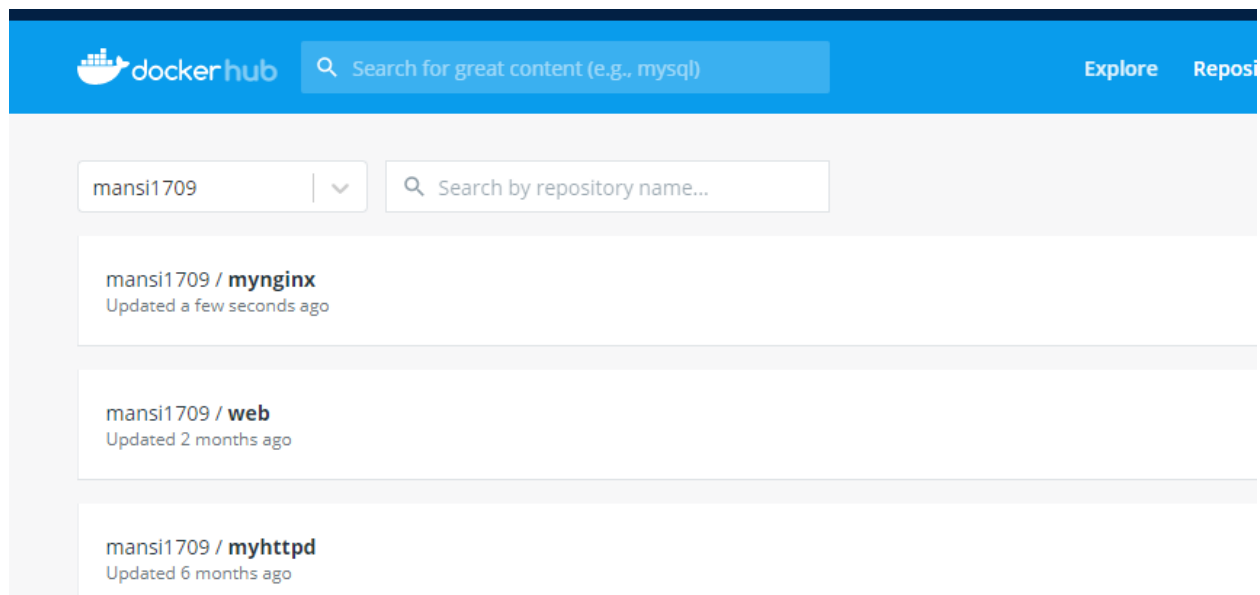 dockerhub Search for great content (e.g., mysql) Explore Reposi
mansi1709 Search by repository name...
mansi1709 / mynginx
Updated a few seconds ago
mansi1709 / web
Updated 2 months ago
mansi1709 / myhttpd
Updated 6 months ago